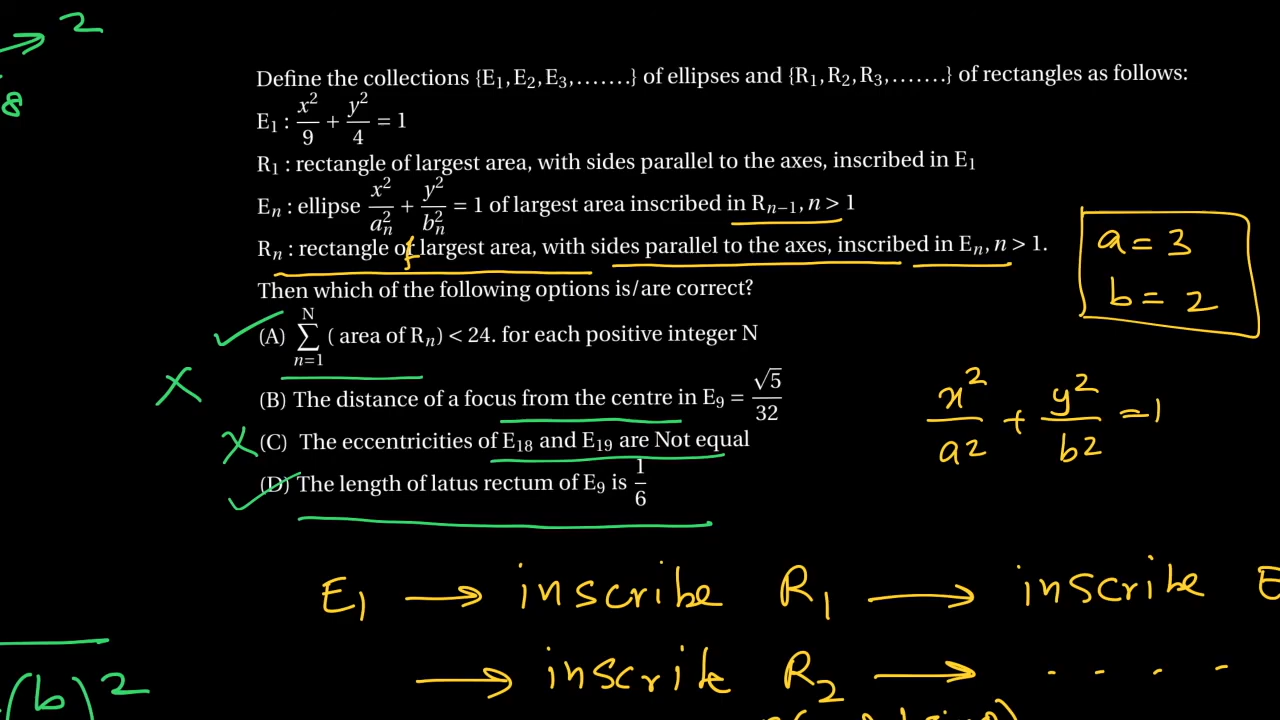 → 2
8
Define the collections {E₁, E₂, E₃, .......} of ellipses and {R₁, R₂, R₃, .......} of rectangles as follows:
E₁ : x²/9 + y²/4 = 1
R₁ : rectangle of largest area, with sides parallel to the axes, inscribed in E₁
Eₙ : ellipse x²/aₙ² + y²/bₙ² = 1 of largest area inscribed in Rₙ₋₁, n > 1
Rₙ : rectangle of largest area, with sides parallel to the axes, inscribed in Eₙ, n > 1.
a = 3
b = 2
Then which of the following options is/are correct?
(A) ∑ₙ₌₁ᴺ ( area of Rₙ) < 24. for each positive integer N
(B) The distance of a focus from the centre in E₉ = √5/32
(C) The eccentricities of E₁₈ and E₁₉ are Not equal
(D) The length of latus rectum of E₉ is 1/6
x²/a² + y²/b² = 1
E₁ → inscribe R₁ → inscribe E
→ inscribe R₂ → . . . .
(b)²